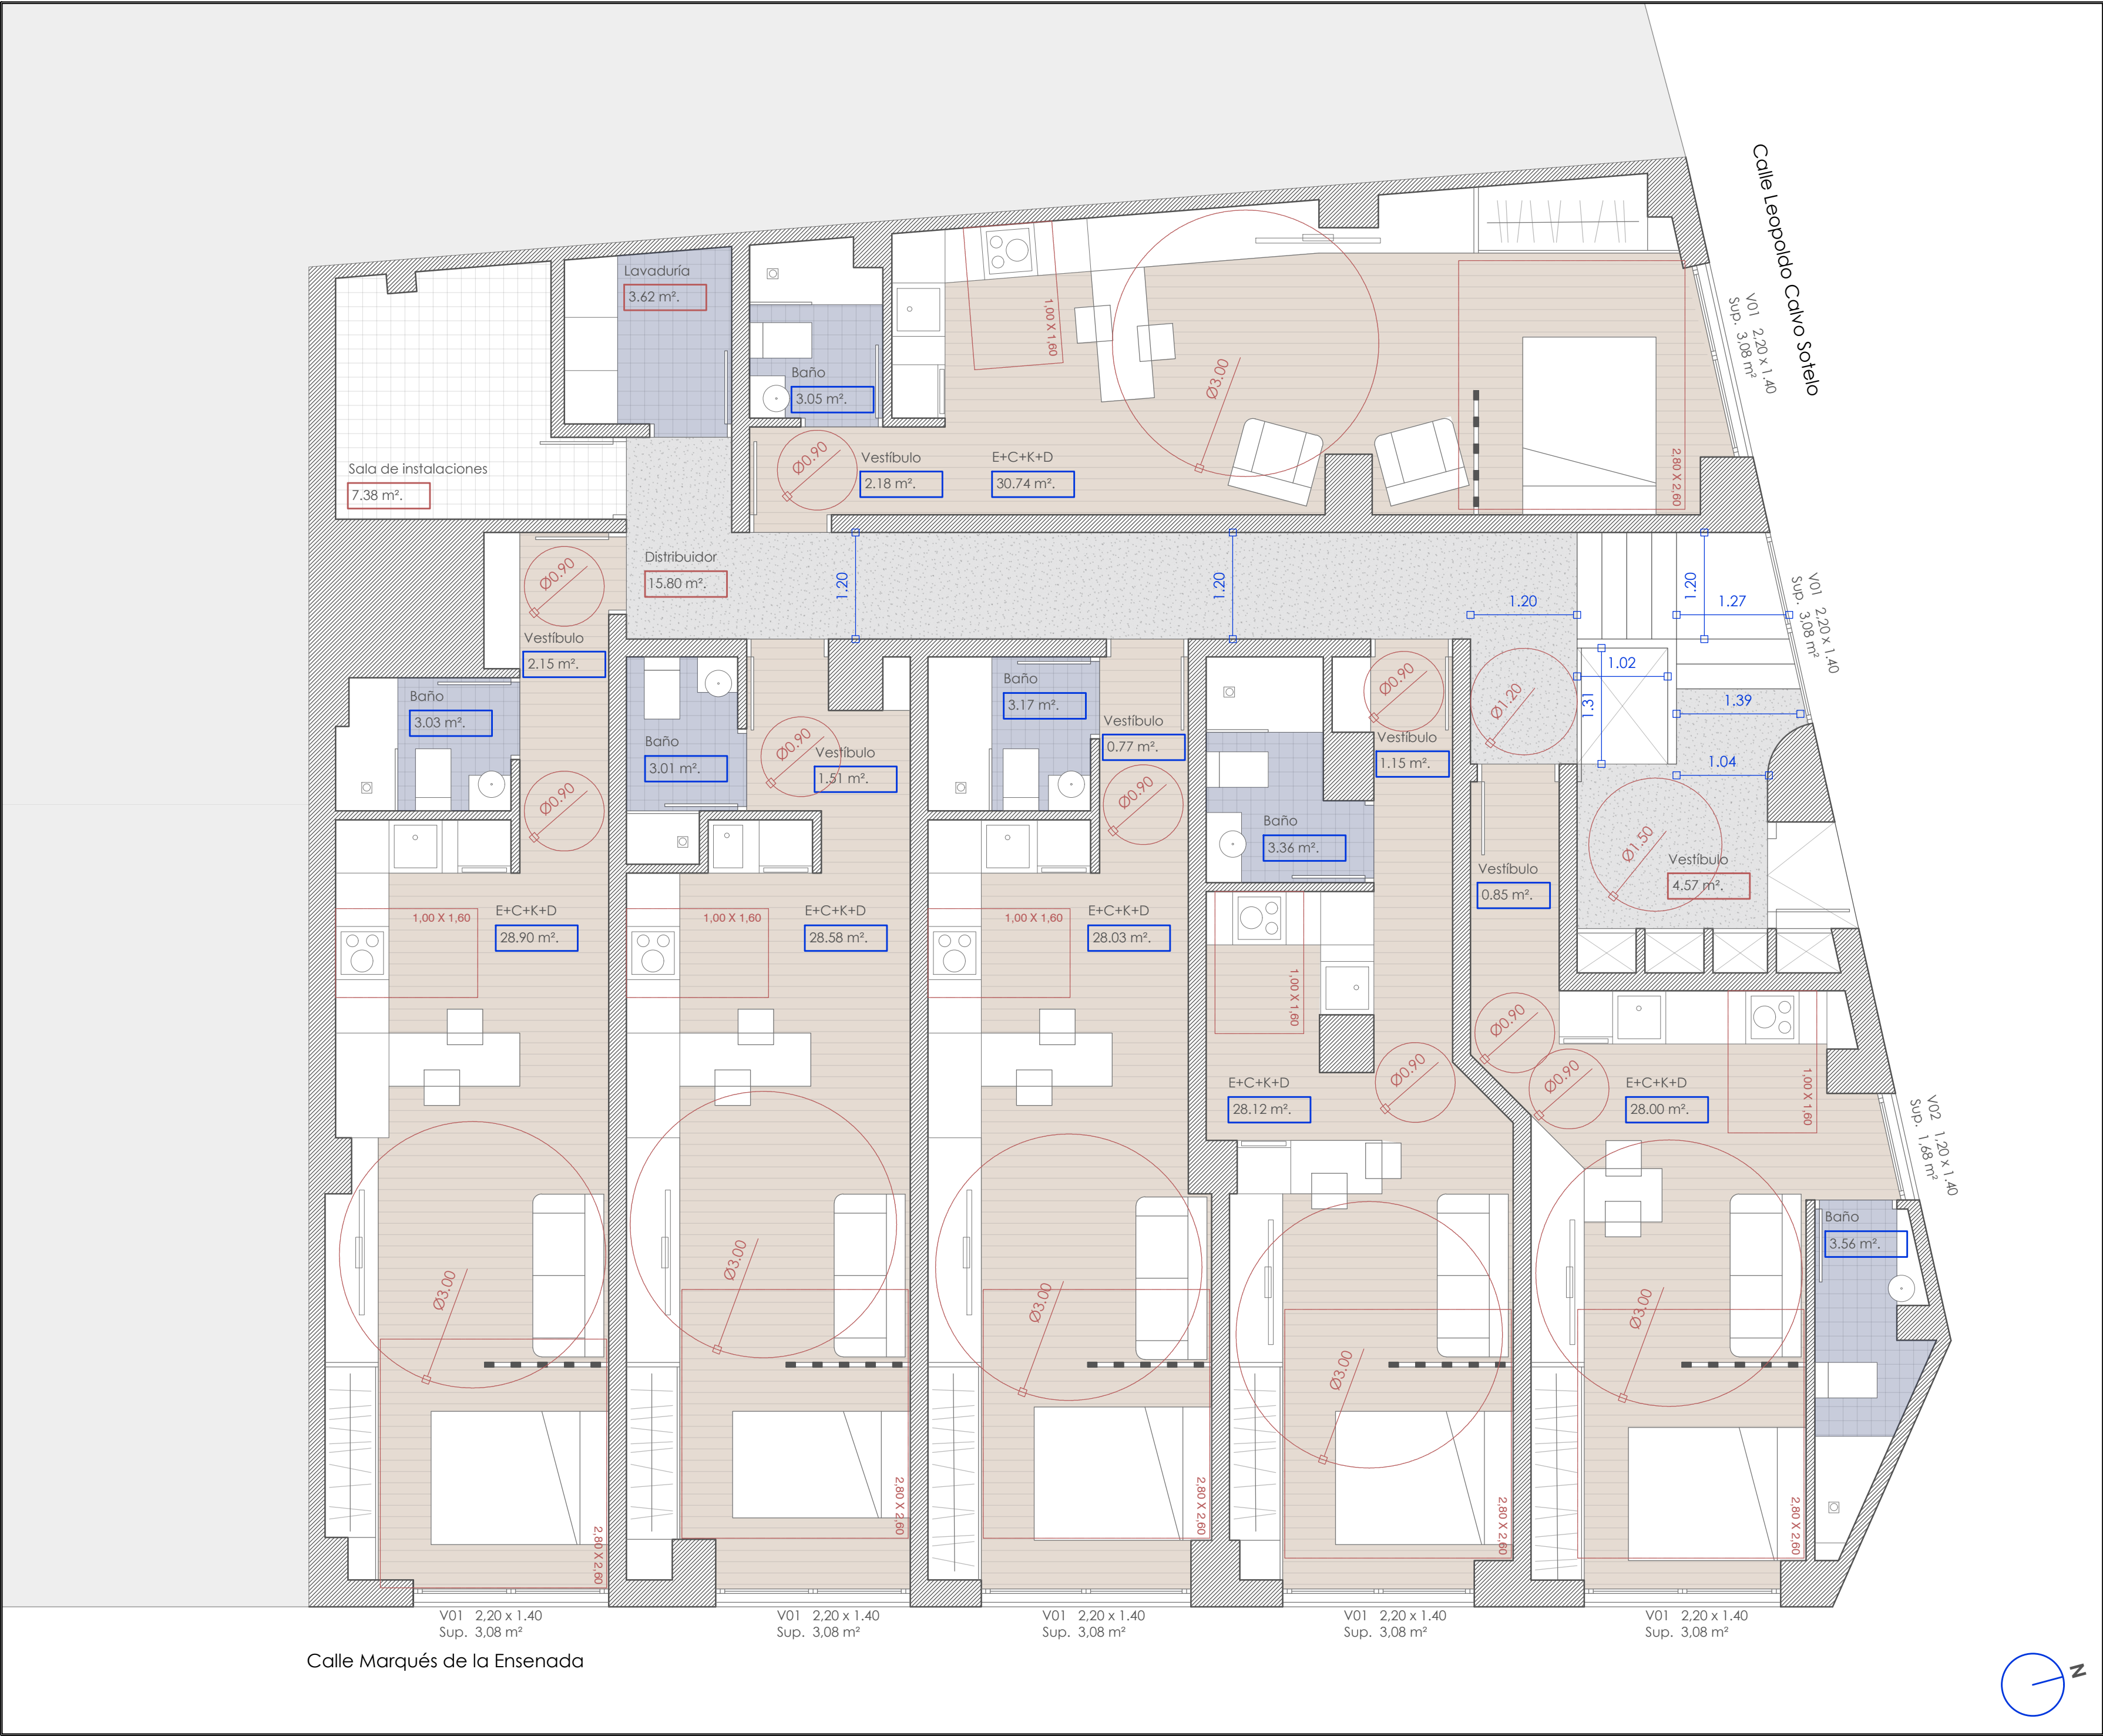 Calle Leopoldo Calvo Sotelo
V01 2,20 x 1.40
Sup. 3,08 m²
Lavaduría
3.62 m².
Baño
3.05 m².
1,00 X 1,60
Ø3.00
2,80 X 2,60
Sala de instalaciones
7.38 m².
Ø0.90
Vestíbulo
2.18 m².
E+C+K+D
30.74 m².
Distribuidor
15.80 m².
1.20
1.20
1.20
1.20
1.27
V01 2,20 x 1.40
Sup. 3,08 m²
Ø0.90
Vestíbulo
2.15 m².
Baño
3.03 m².
Ø0.90
Baño
3.01 m².
Ø0.90
Vestíbulo
1.51 m².
Baño
3.17 m².
Vestíbulo
0.77 m².
Ø0.90
Ø0.90
Vestíbulo
1.15 m².
Baño
3.36 m².
Ø1.20
1.02
1.31
1.39
1.04
Ø1.50
Vestíbulo
4.57 m².
Vestíbulo
0.85 m².
1,00 X 1,60
E+C+K+D
28.90 m².
1,00 X 1,60
E+C+K+D
28.58 m².
1,00 X 1,60
E+C+K+D
28.03 m².
1,00 X 1,60
Ø0.90
E+C+K+D
28.12 m².
Ø0.90
Ø0.90
E+C+K+D
28.00 m².
1,00 X 1,60
V02 1,20 x 1.40
Sup. 1,68 m²
Baño
3.56 m².
Ø3.00
Ø3.00
Ø3.00
Ø3.00
Ø3.00
2,80 X 2,60
2,80 X 2,60
2,80 X 2,60
2,80 X 2,60
2,80 X 2,60
V01 2,20 x 1.40
Sup. 3,08 m²
V01 2,20 x 1.40
Sup. 3,08 m²
V01 2,20 x 1.40
Sup. 3,08 m²
V01 2,20 x 1.40
Sup. 3,08 m²
V01 2,20 x 1.40
Sup. 3,08 m²
Calle Marqués de la Ensenada
N